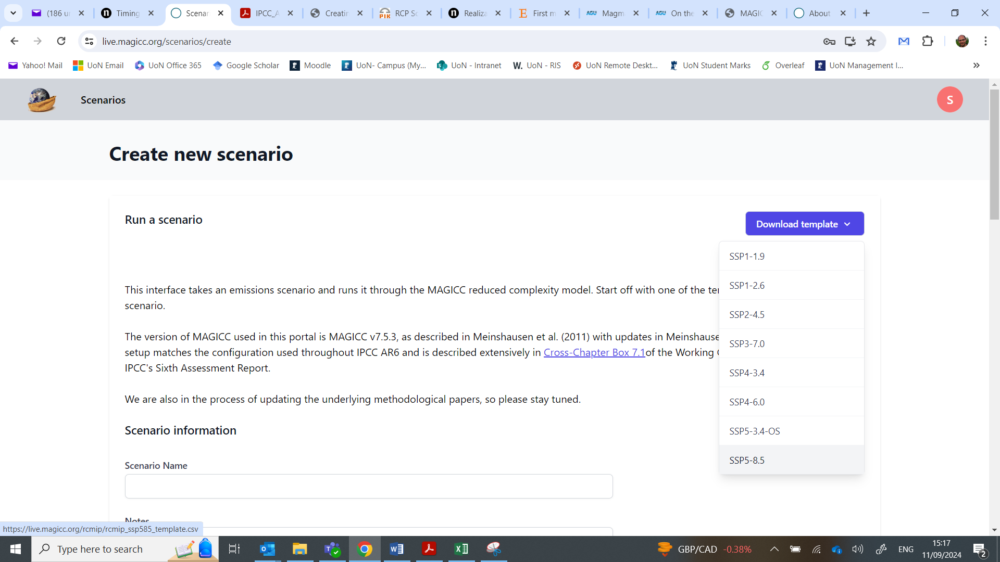 (186 u
Timing
Scenar
IPCC_A
Creatin
RCP Sc
Realiza
First m
Magm
On the
MAGIC
About
live.magicc.org/scenarios/create
Yahoo! Mail
UoN Email
UoN Office 365
Google Scholar
Moodle
UoN- Campus (My...
UoN - Intranet
UoN - RIS
UoN Remote Deskt...
UoN Student Marks
Overleaf
UoN Management I...
Scenarios
S
Create new scenario
Run a scenario
Download template
SSP1-1.9
SSP1-2.6
SSP2-4.5
SSP3-7.0
SSP4-3.4
SSP4-6.0
SSP5-3.4-OS
SSP5-8.5
This interface takes an emissions scenario and runs it through the MAGICC reduced complexity model. Start off with one of the te
scenario.
The version of MAGICC used in this portal is MAGICC v7.5.3, as described in Meinshausen et al. (2011) with updates in Meinshause
setup matches the configuration used throughout IPCC AR6 and is described extensively in Cross-Chapter Box 7.1of the Working
IPCC's Sixth Assessment Report.
We are also in the process of updating the underlying methodological papers, so please stay tuned.
Scenario information
Scenario Name
Notes
https://live.magicc.org/rcmip/rcmip_ssp585_template.csv
Type here to search
GBP/CAD -0.38%
ENG
15:17
11/09/2024
2